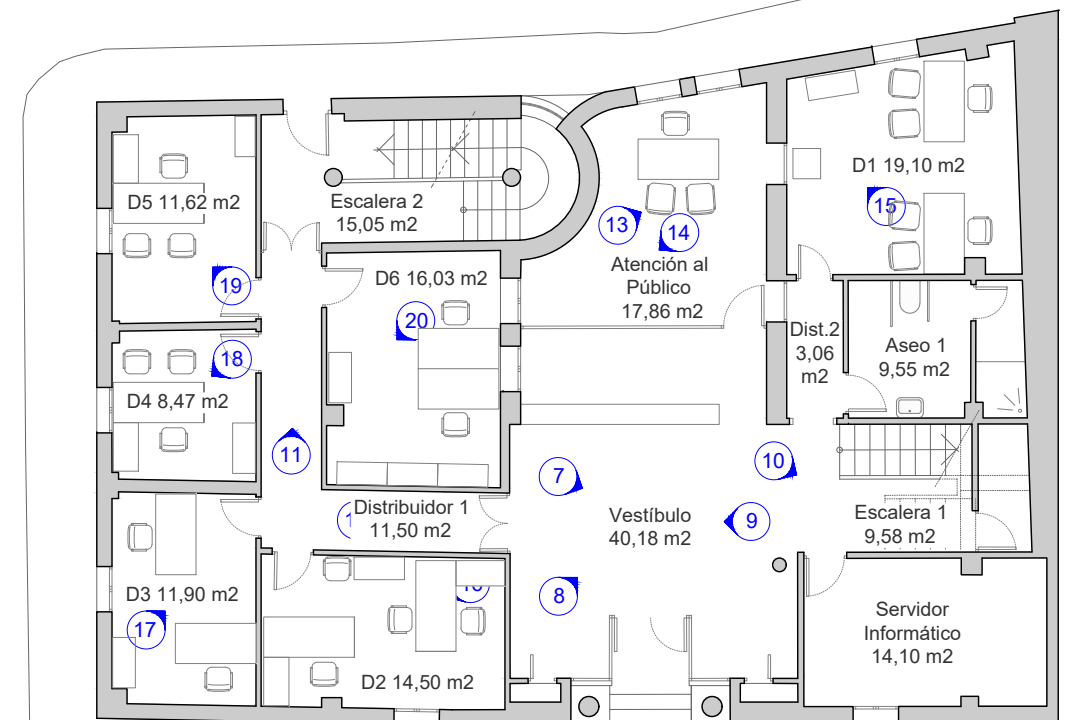 D1 19,10 m2
15
D5 11,62 m2
Escalera 2
15,05 m2
13
14
Atención al
Público
17,86 m2
19
D6 16,03 m2
20
Dist.2
3,06
m2
Aseo 1
9,55 m2
18
D4 8,47 m2
11
10
7
Distribuidor 1
11,50 m2
Vestíbulo
40,18 m2
9
Escalera 1
9,58 m2
D3 11,90 m2
17
8
Servidor
Informático
14,10 m2
D2 14,50 m2